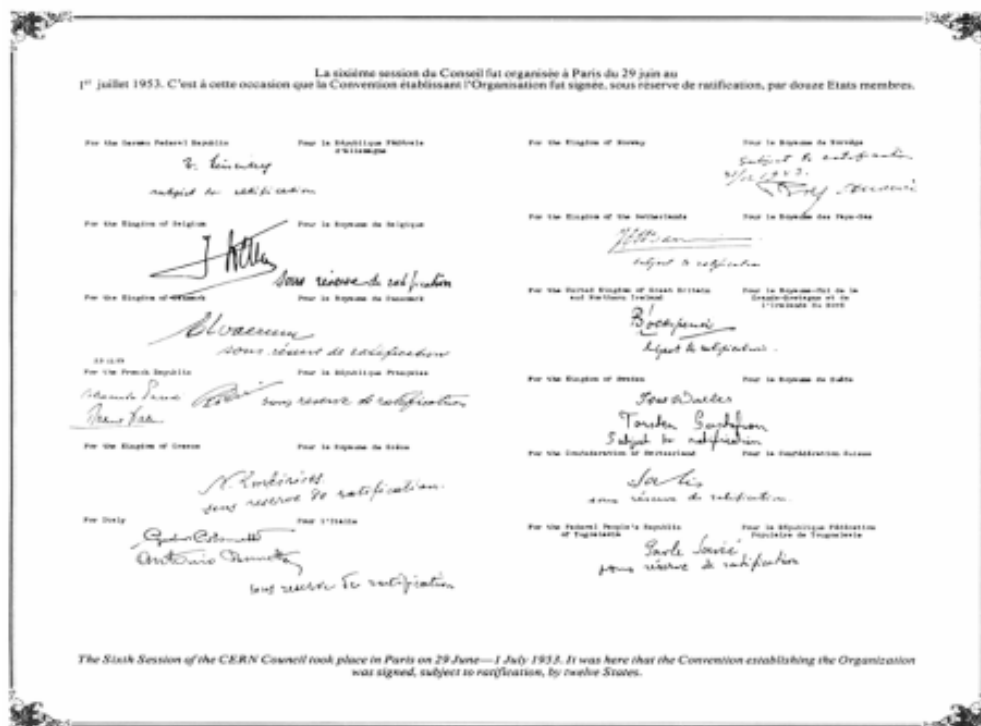 La sixième session du Conseil fut organisée à Paris du 29 juin au
1er juillet 1953. C'est à cette occasion que la Convention établissant l'Organisation fut signée, sous réserve de ratification, par douze Etats membres.
For the German Federal Republic
Pour la République Fédérale
d'Allemagne
subject to ratification
For the Kingdom of Belgium
Pour le Royaume de Belgique
sous réserve de ratification
For the Kingdom of Denmark
Pour le Royaume du Danemark
sous réserve de ratification
For the French Republic
Pour la République Française
sous reserve de ratification
For the Kingdom of Greece
Pour le Royaume de Grèce
sous reserve de ratification.
For Italy
Pour l'Italie
sous reserve de ratification
For the Kingdom of Norway
Pour le Royaume de Norvège
Subject to ratification
For the Kingdom of the Netherlands
Pour le Royaume des Pays-Bas
subject to ratification
For the United Kingdom of Great Britain
and Northern Ireland
Pour le Royaume-Uni de la
Grande-Bretagne et de
l'Irlande du Nord
subject to ratification.
For the Kingdom of Sweden
Pour le Royaume de Suède
Torsten Gustafson
Subject to ratification
For the Confederation of Switzerland
Pour la Confédération Suisse
sous réserve de ratification.
For the Federal People's Republic
of Yugoslavia
Pour la République Fédérative
Populaire de Yougoslavie
Pavle Savić
sous réserve de ratification
The Sixth Session of the CERN Council took place in Paris on 29 June—1 July 1953. It was here that the Convention establishing the Organization
was signed, subject to ratification, by twelve States.